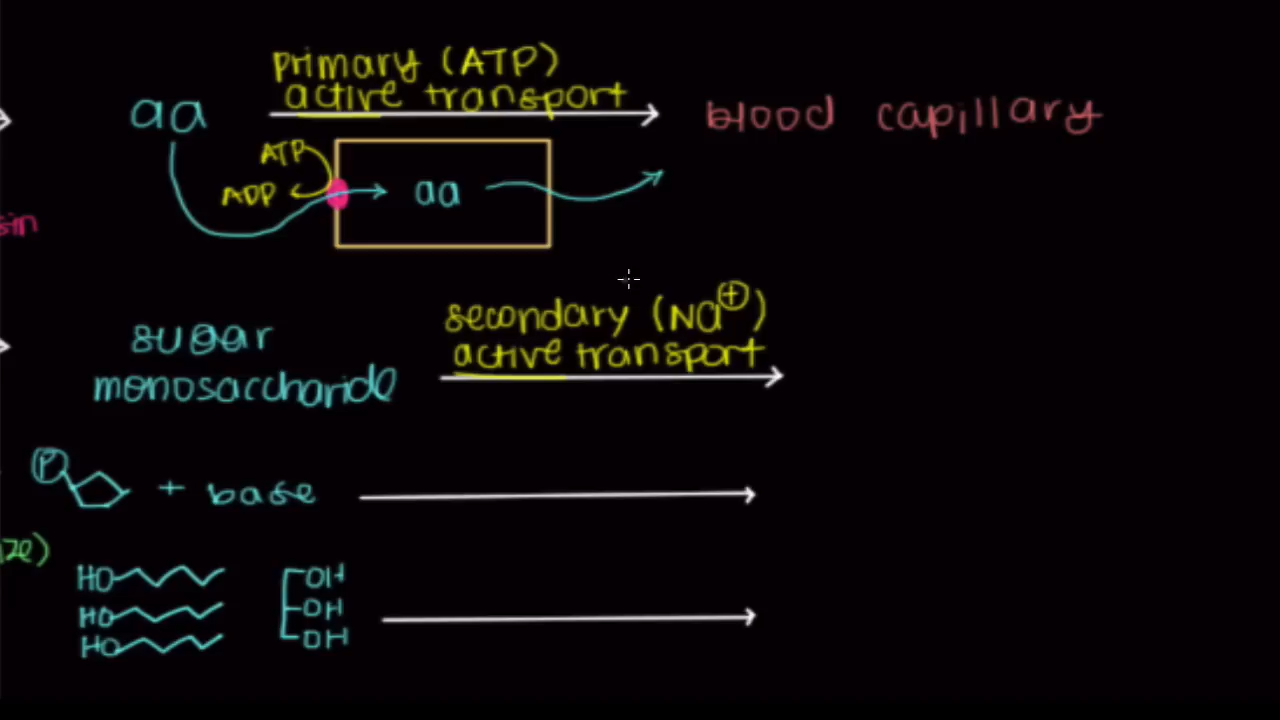 primary (ATP)
active transport
aa
blood capillary
ATP
ADP
aa
sin
secondary (Na+)
active transport
sugar
monosaccharide
P
+ base
HO OH
HO OH
HO OH